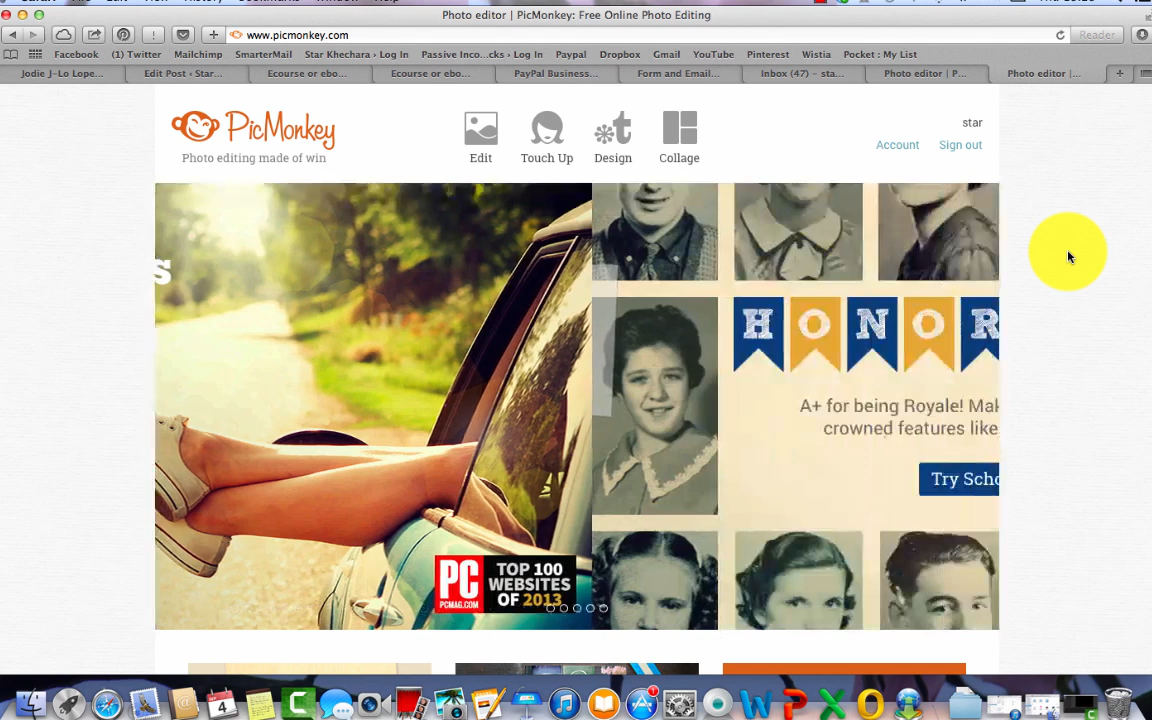 Photo editor | PicMonkey: Free Online Photo Editing
www.picmonkey.com
Reader
Facebook (1) Twitter Mailchimp SmarterMail Star Khechara › Log In Passive Inco...cks › Log In Paypal Dropbox Gmail YouTube Pinterest Wistia Pocket : My List
Jodie J-Lo Lope... Edit Post ‹ Star... Ecourse or ebo... Ecourse or ebo... PayPal Business... Form and Email... Inbox (47) – sta... Photo editor | P... Photo editor |...
PicMonkey
Photo editing made of win
Edit Touch Up Design Collage
star
Account Sign out
s
HONOR
A+ for being Royale! Mak
crowned features like
Try Scho
PC
PCMAG.COM
TOP 100
WEBSITES
OF 2013